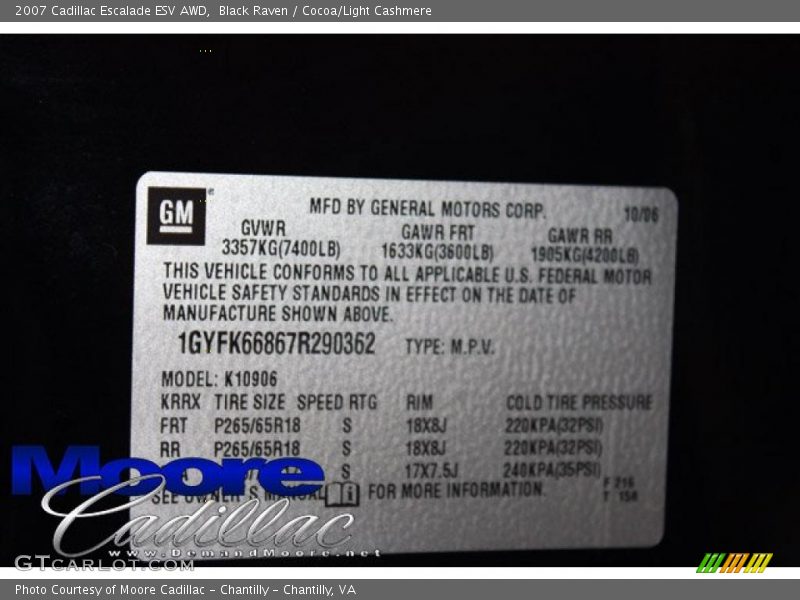 2007 Cadillac Escalade ESV AWD,  Black Raven / Cocoa/Light Cashmere
GM
MFD BY GENERAL MOTORS CORP. 10/06
GVWR GAWR FRT GAWR RR
3357KG(7400LB) 1633KG(3600LB) 1905KG(4200LB)
THIS VEHICLE CONFORMS TO ALL APPLICABLE U.S. FEDERAL MOTOR
VEHICLE SAFETY STANDARDS IN EFFECT ON THE DATE OF
MANUFACTURE SHOWN ABOVE.
1GYFK66867R290362 TYPE: M.P.V.
MODEL: K10906
KRRX TIRE SIZE SPEED RTG RIM COLD TIRE PRESSURE
FRT P265/65R18 S 18X8J 220KPA(32PSI)
RR P265/65R18 S 18X8J 220KPA(32PSI)
S 17X7.5J 240KPA(35PSI)
SEE OWNER'S MANUAL FOR MORE INFORMATION.
F 216
T 158
Moore
Cadillac
www.DemandMoore.net
GTCARLOT.COM
Photo Courtesy of Moore Cadillac - Chantilly - Chantilly, VA